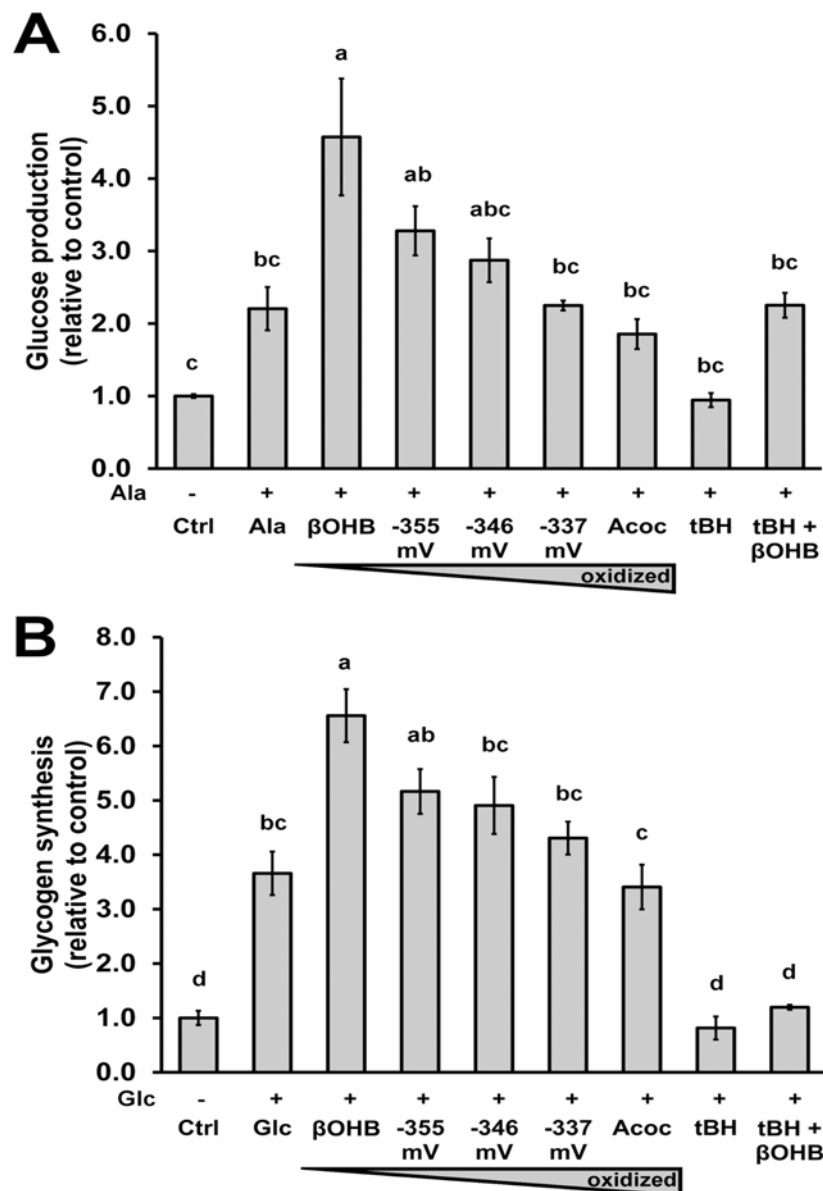 A
Glucose production
(relative to control)
6.0
5.0
4.0
3.0
2.0
1.0
0.0
c
bc
a
ab
abc
bc
bc
bc
bc
Ala - + + + + + + + +
Ctrl Ala βOHB -355 mV -346 mV -337 mV Acoc tBH tBH + βOHB
oxidized
B
Glycogen synthesis
(relative to control)
8.0
7.0
6.0
5.0
4.0
3.0
2.0
1.0
0.0
d
bc
a
ab
bc
bc
c
d
d
Glc - + + + + + + + +
Ctrl Glc βOHB -355 mV -346 mV -337 mV Acoc tBH tBH + βOHB
oxidized